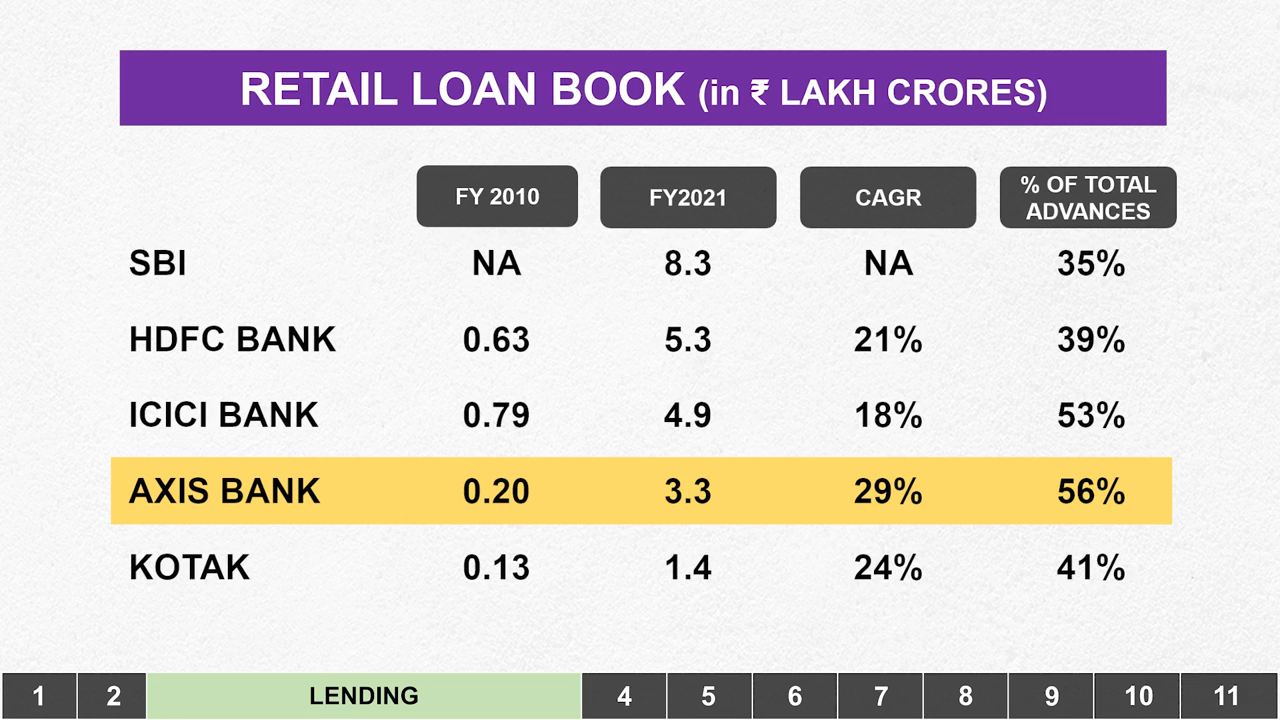 RETAIL LOAN BOOK (in ₹ LAKH CRORES)
FY 2010 FY2021 CAGR % OF TOTAL
ADVANCES
SBI NA 8.3 NA 35%
HDFC BANK 0.63 5.3 21% 39%
ICICI BANK 0.79 4.9 18% 53%
AXIS BANK 0.20 3.3 29% 56%
KOTAK 0.13 1.4 24% 41%
1 2 LENDING 4 5 6 7 8 9 10 11